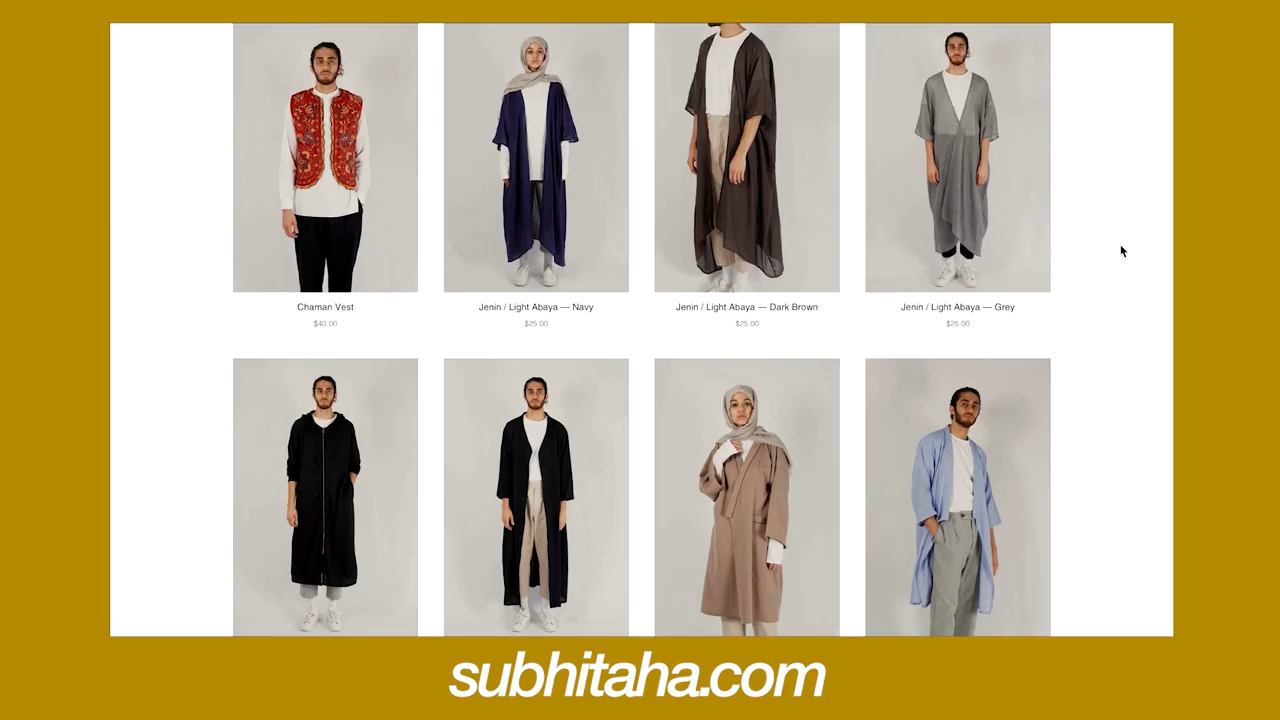 Chaman Vest
$40.00
Jenin / Light Abaya — Navy
$25.00
Jenin / Light Abaya — Dark Brown
$25.00
Jenin / Light Abaya — Grey
$25.00
subhitaha.com